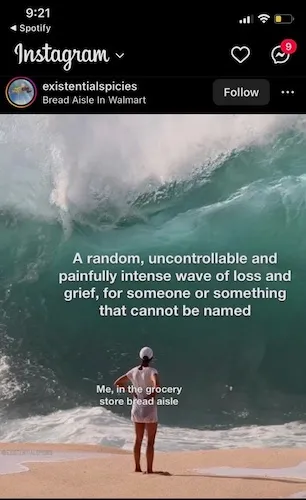 9:21
Spotify
Instagram
9
existentialspicies
Bread Aisle In Walmart
Follow
A random, uncontrollable and
painfully intense wave of loss and
grief, for someone or something
that cannot be named
Me, in the grocery
store bread aisle